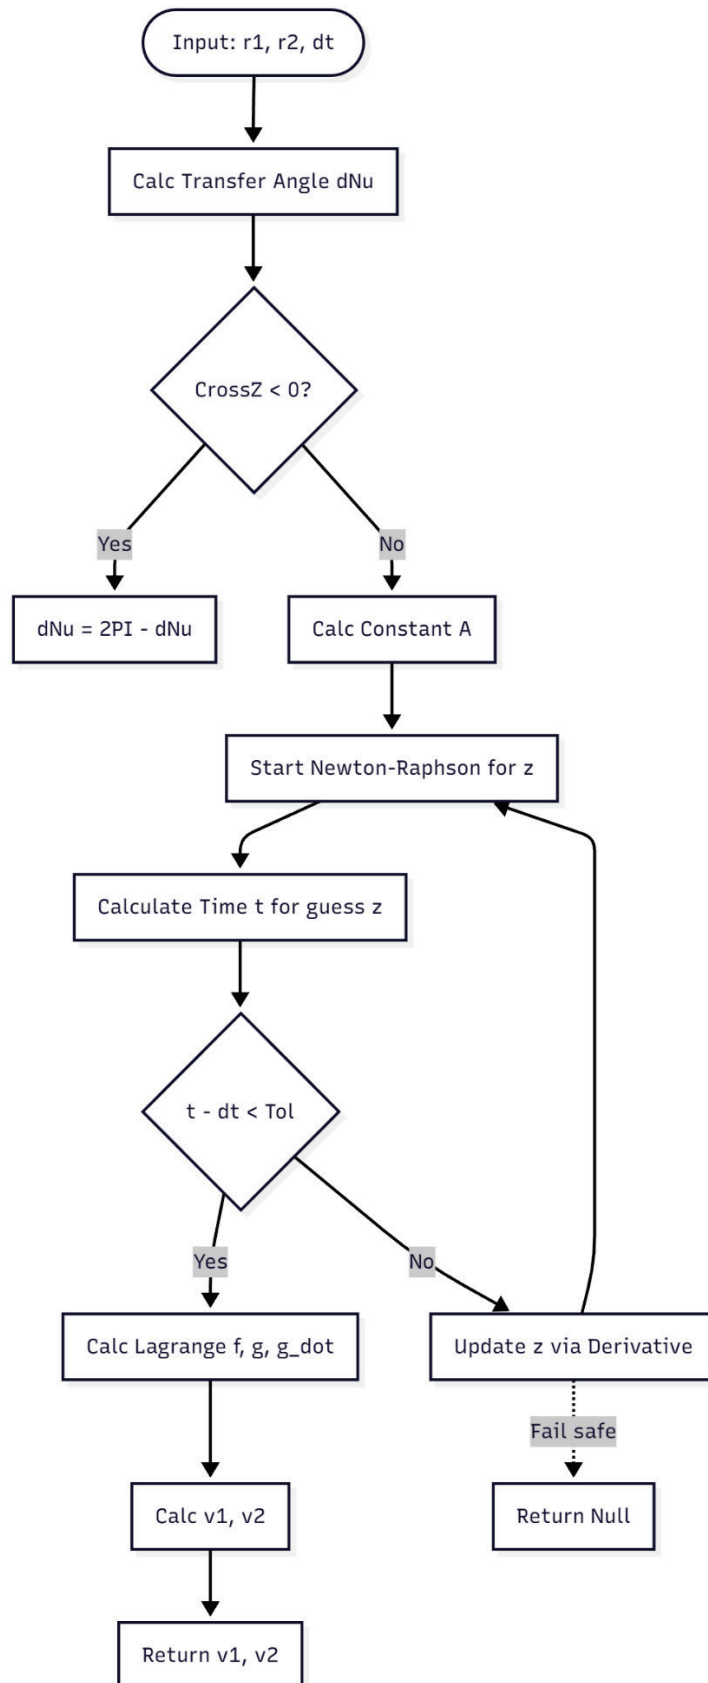 Input: r1, r2, dt
Calc Transfer Angle dNu
CrossZ < 0?
Yes
No
dNu = 2PI - dNu
Calc Constant A
Start Newton-Raphson for z
Calculate Time t for guess z
t - dt < Tol
Yes
No
Calc Lagrange f, g, g_dot
Update z via Derivative
Fail safe
Calc v1, v2
Return Null
Return v1, v2